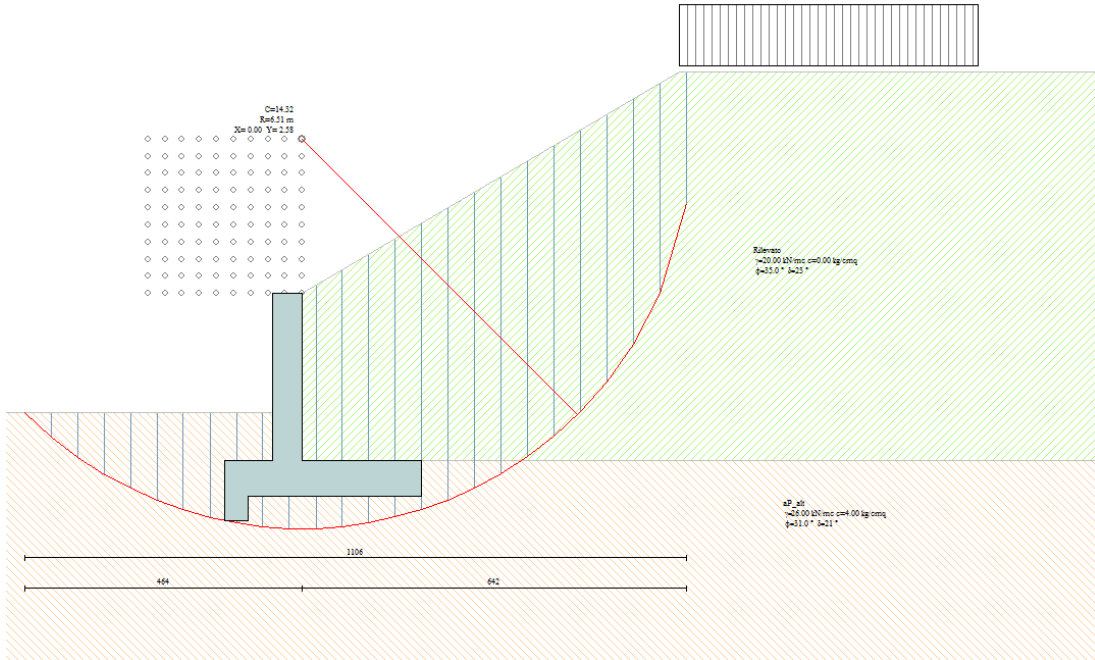 C=14.32
R=6.51 m
X= 0.00 Y= 2.58
Rilevato
γ=20.00 kN/mc c=0.00 kg/cmq
ϕ=35.0 ° δ=23 °
aP_alt
γ=26.00 kN/mc c=4.00 kg/cmq
ϕ=31.0 ° δ=21 °
1106
464
642